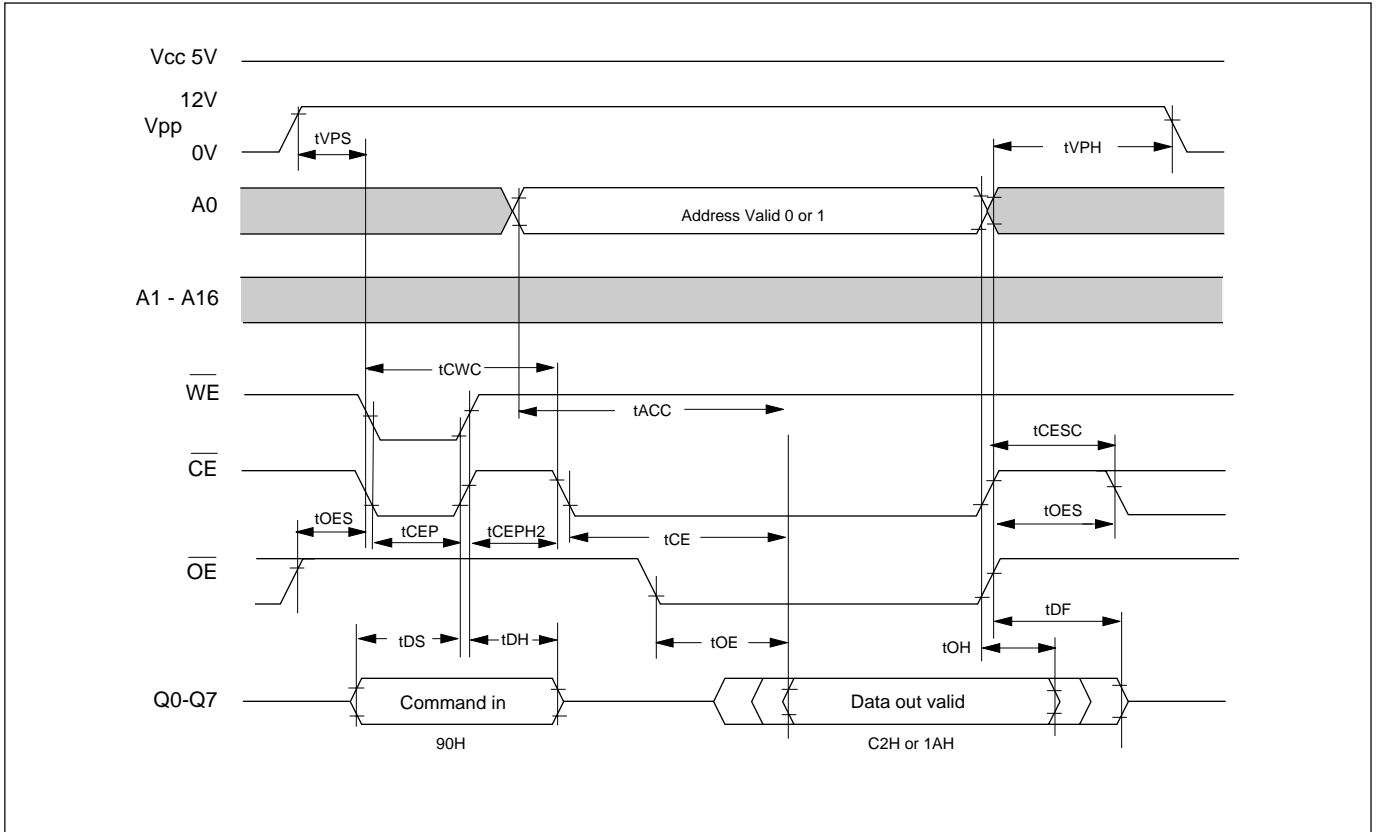 Vcc 5V
12V
Vpp
0V
tVPS
tVPH
A0
Address Valid 0 or 1
A1 - A16
tCWC
WE
tACC
tCESC
CE
tOES
tCEP
tCEPH2
tCE
tOES
OE
tDF
tDS
tDH
tOE
tOH
Q0-Q7
Command in
Data out valid
90H
C2H or 1AH